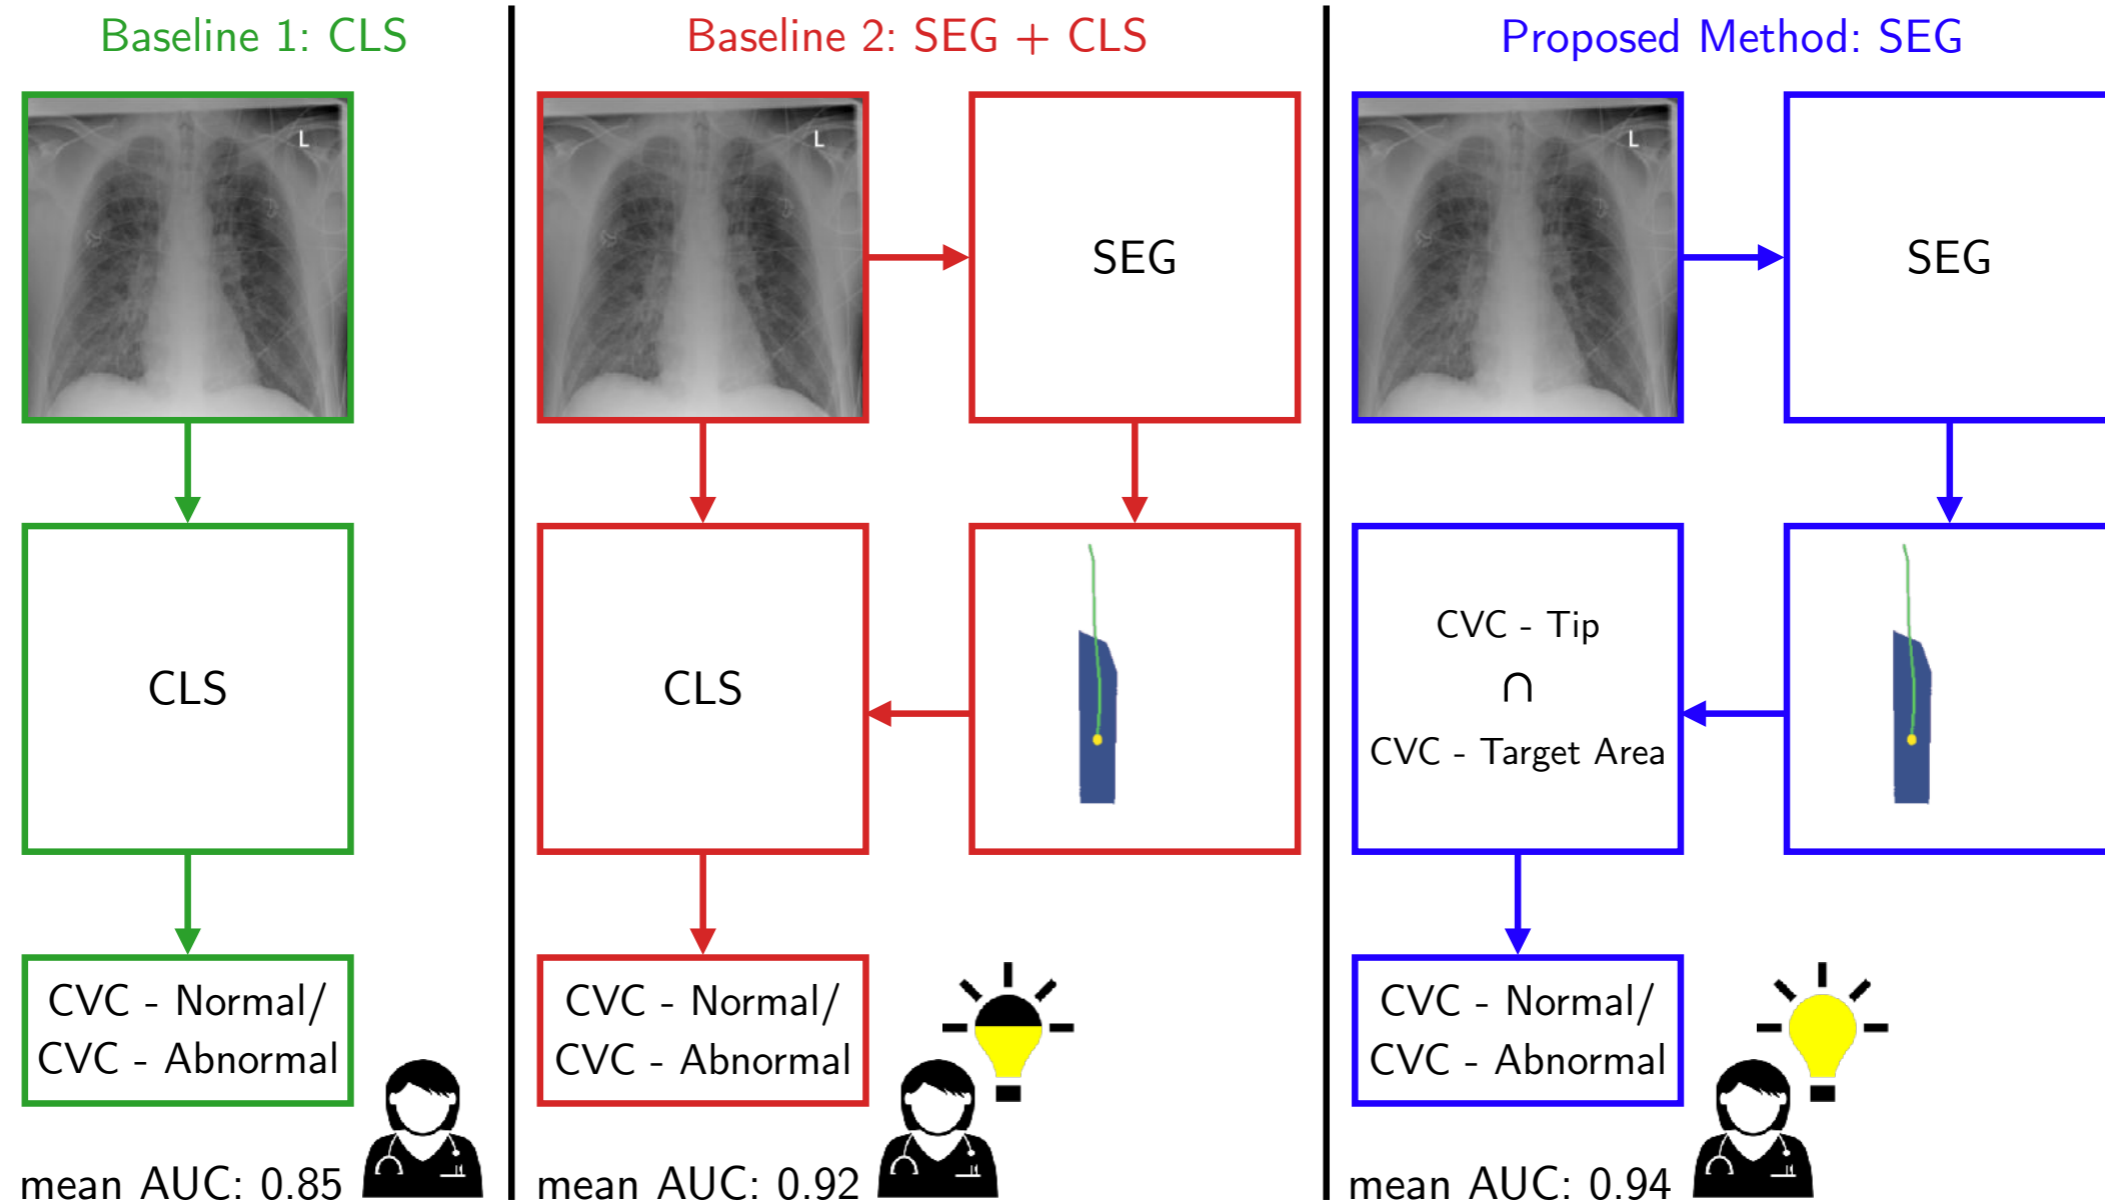 Baseline 1: CLS
L
CLS
CVC - Normal/
CVC - Abnormal
mean AUC: 0.85
Baseline 2: SEG + CLS
L
SEG
CLS
CVC - Normal/
CVC - Abnormal
mean AUC: 0.92
Proposed Method: SEG
L
SEG
CVC - Tip
∩
CVC - Target Area
CVC - Normal/
CVC - Abnormal
mean AUC: 0.94